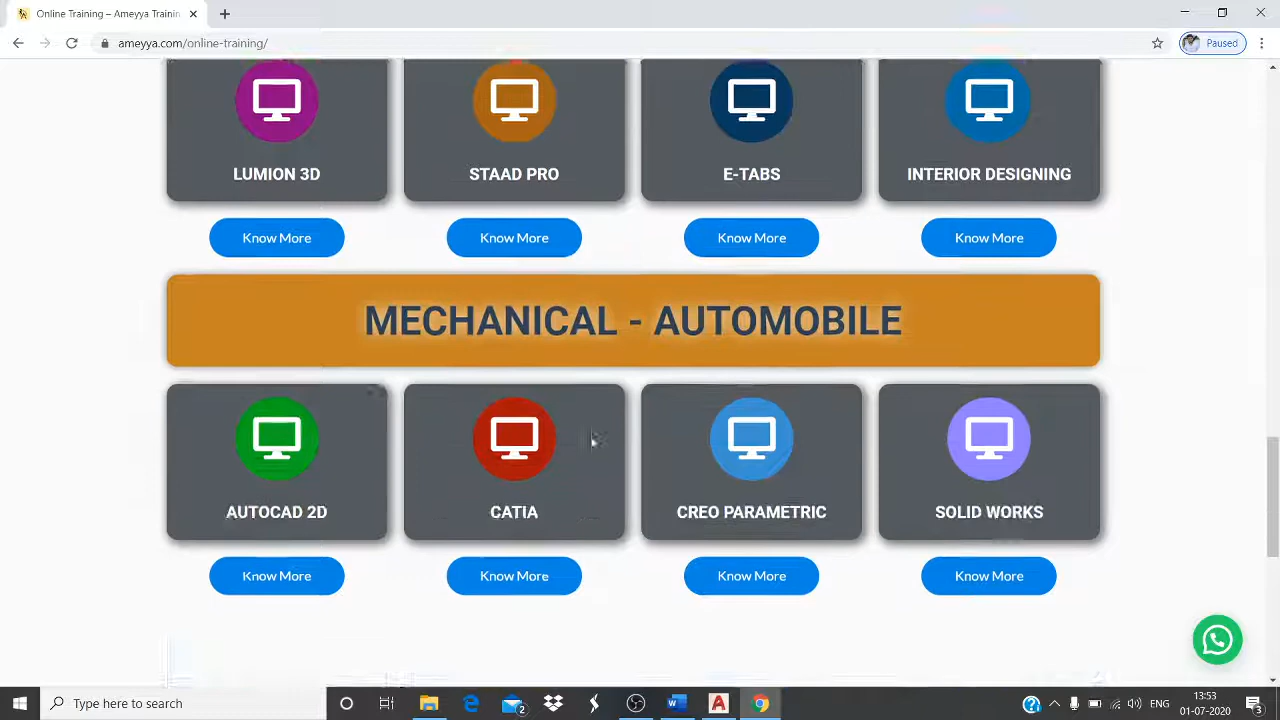 Online Training – Ameyya Trainin
ameyya.com/online-training/
Paused
LUMION 3D
STAAD PRO
E-TABS
INTERIOR DESIGNING
Know More
Know More
Know More
Know More
MECHANICAL - AUTOMOBILE
AUTOCAD 2D
CATIA
CREO PARAMETRIC
SOLID WORKS
Know More
Know More
Know More
Know More
Type here to search
2
ENG
13:53
01-07-2020
3